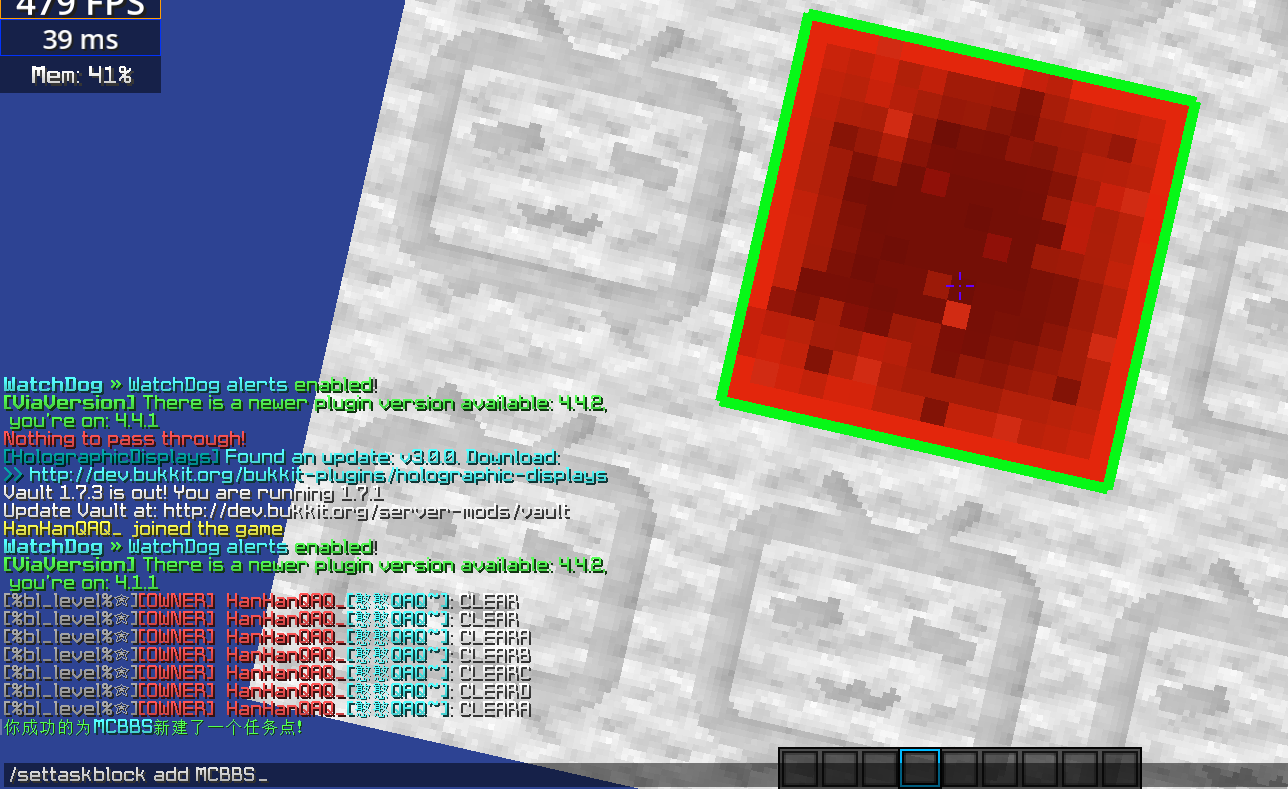 479 FPS
39 ms
Mem: 41%
WatchDog » WatchDog alerts enabled!
[ViaVersion] There is a newer plugin version available: 4.4.2,
you're on: 4.4.1
Nothing to pass through!
[HolographicDisplays] Found an update: v3.0.0. Download:
>> http://dev.bukkit.org/bukkit-plugins/holographic-displays
Vault 1.7.3 is out! You are running 1.7.1
Update Vault at: http://dev.bukkit.org/server-mods/vault
HanHanQAQ_ joined the game
WatchDog » WatchDog alerts enabled!
[ViaVersion] There is a newer plugin version available: 4.4.2,
you're on: 4.1.1
[%bl_level%☆][OWNER] HanHanQAQ_[憨憨QAQ~]: CLEAR
[%bl_level%☆][OWNER] HanHanQAQ_[憨憨QAQ~]: CLEAR
[%bl_level%☆][OWNER] HanHanQAQ_[憨憨QAQ~]: CLEARA
[%bl_level%☆][OWNER] HanHanQAQ_[憨憨QAQ~]: CLEARB
[%bl_level%☆][OWNER] HanHanQAQ_[憨憨QAQ~]: CLEARC
[%bl_level%☆][OWNER] HanHanQAQ_[憨憨QAQ~]: CLEARD
[%bl_level%☆][OWNER] HanHanQAQ_[憨憨QAQ~]: CLEARA
你成功的为MCBBS新建了一个任务点!
/settaskblock add MCBBS_